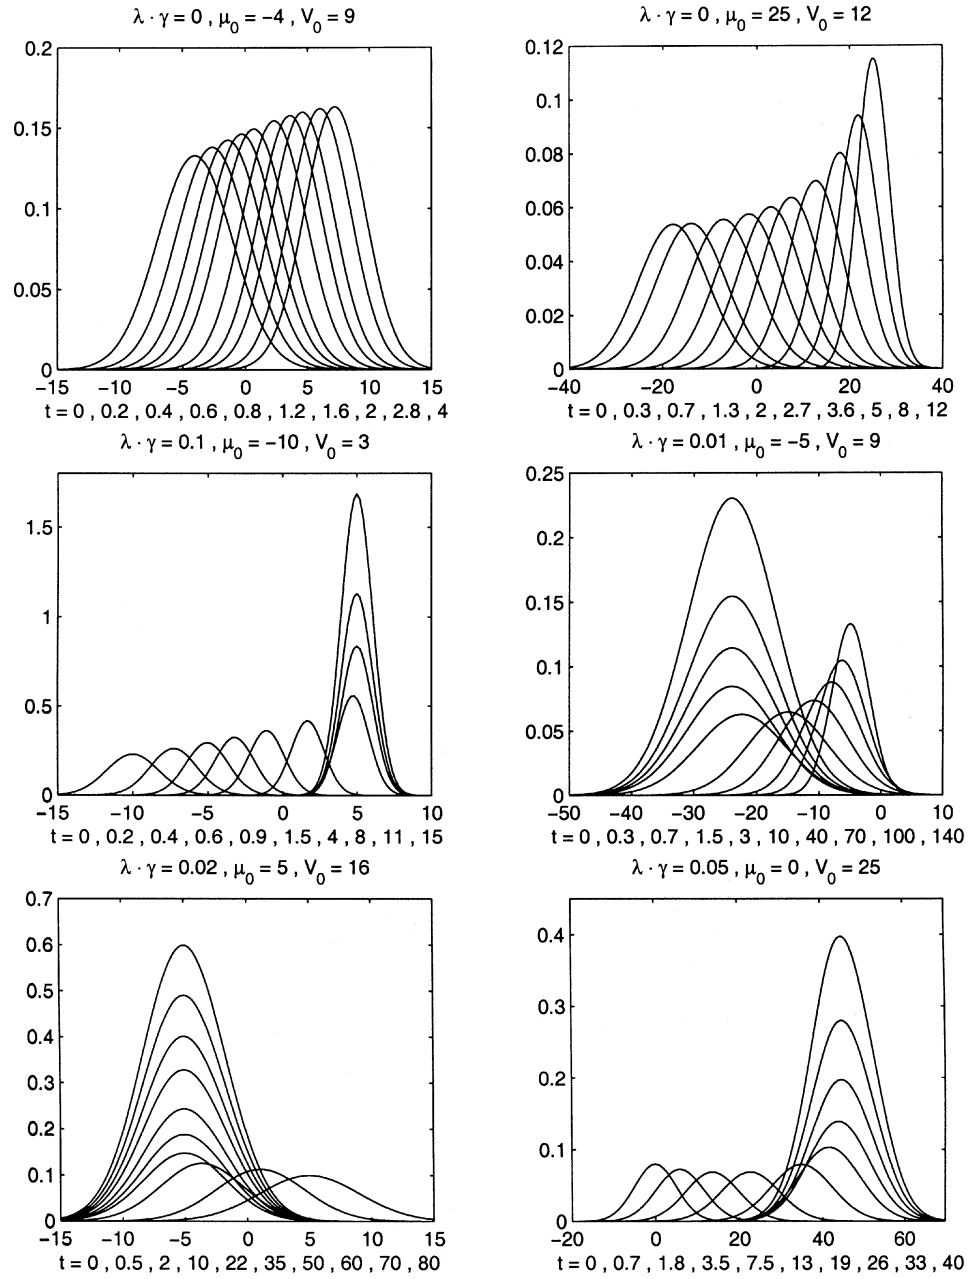 λ · γ = 0 , μ0 = −4 , V0 = 9
0.2
0.15
0.1
0.05
0
−15 −10 −5 0 5 10 15
t = 0 , 0.2 , 0.4 , 0.6 , 0.8 , 1.2 , 1.6 , 2 , 2.8 , 4
λ · γ = 0 , μ0 = 25 , V0 = 12
0.12
0.1
0.08
0.06
0.04
0.02
0
−40 −20 0 20 40
t = 0 , 0.3 , 0.7 , 1.3 , 2 , 2.7 , 3.6 , 5 , 8 , 12
λ · γ = 0.1 , μ0 = −10 , V0 = 3
1.5
1
0.5
0
−15 −10 −5 0 5 10
t = 0 , 0.2 , 0.4 , 0.6 , 0.9 , 1.5 , 4 , 8 , 11 , 15
λ · γ = 0.01 , μ0 = −5 , V0 = 9
0.25
0.2
0.15
0.1
0.05
0
−50 −40 −30 −20 −10 0 10
t = 0 , 0.3 , 0.7 , 1.5 , 3 , 10 , 40 , 70 , 100 , 140
λ · γ = 0.02 , μ0 = 5 , V0 = 16
0.7
0.6
0.5
0.4
0.3
0.2
0.1
0
−15 −10 −5 0 5 10 15
t = 0 , 0.5 , 2 , 10 , 22 , 35 , 50 , 60 , 70 , 80
λ · γ = 0.05 , μ0 = 0 , V0 = 25
0.4
0.3
0.2
0.1
0
−20 0 20 40 60
t = 0 , 0.7 , 1.8 , 3.5 , 7.5 , 13 , 19 , 26 , 33 , 40